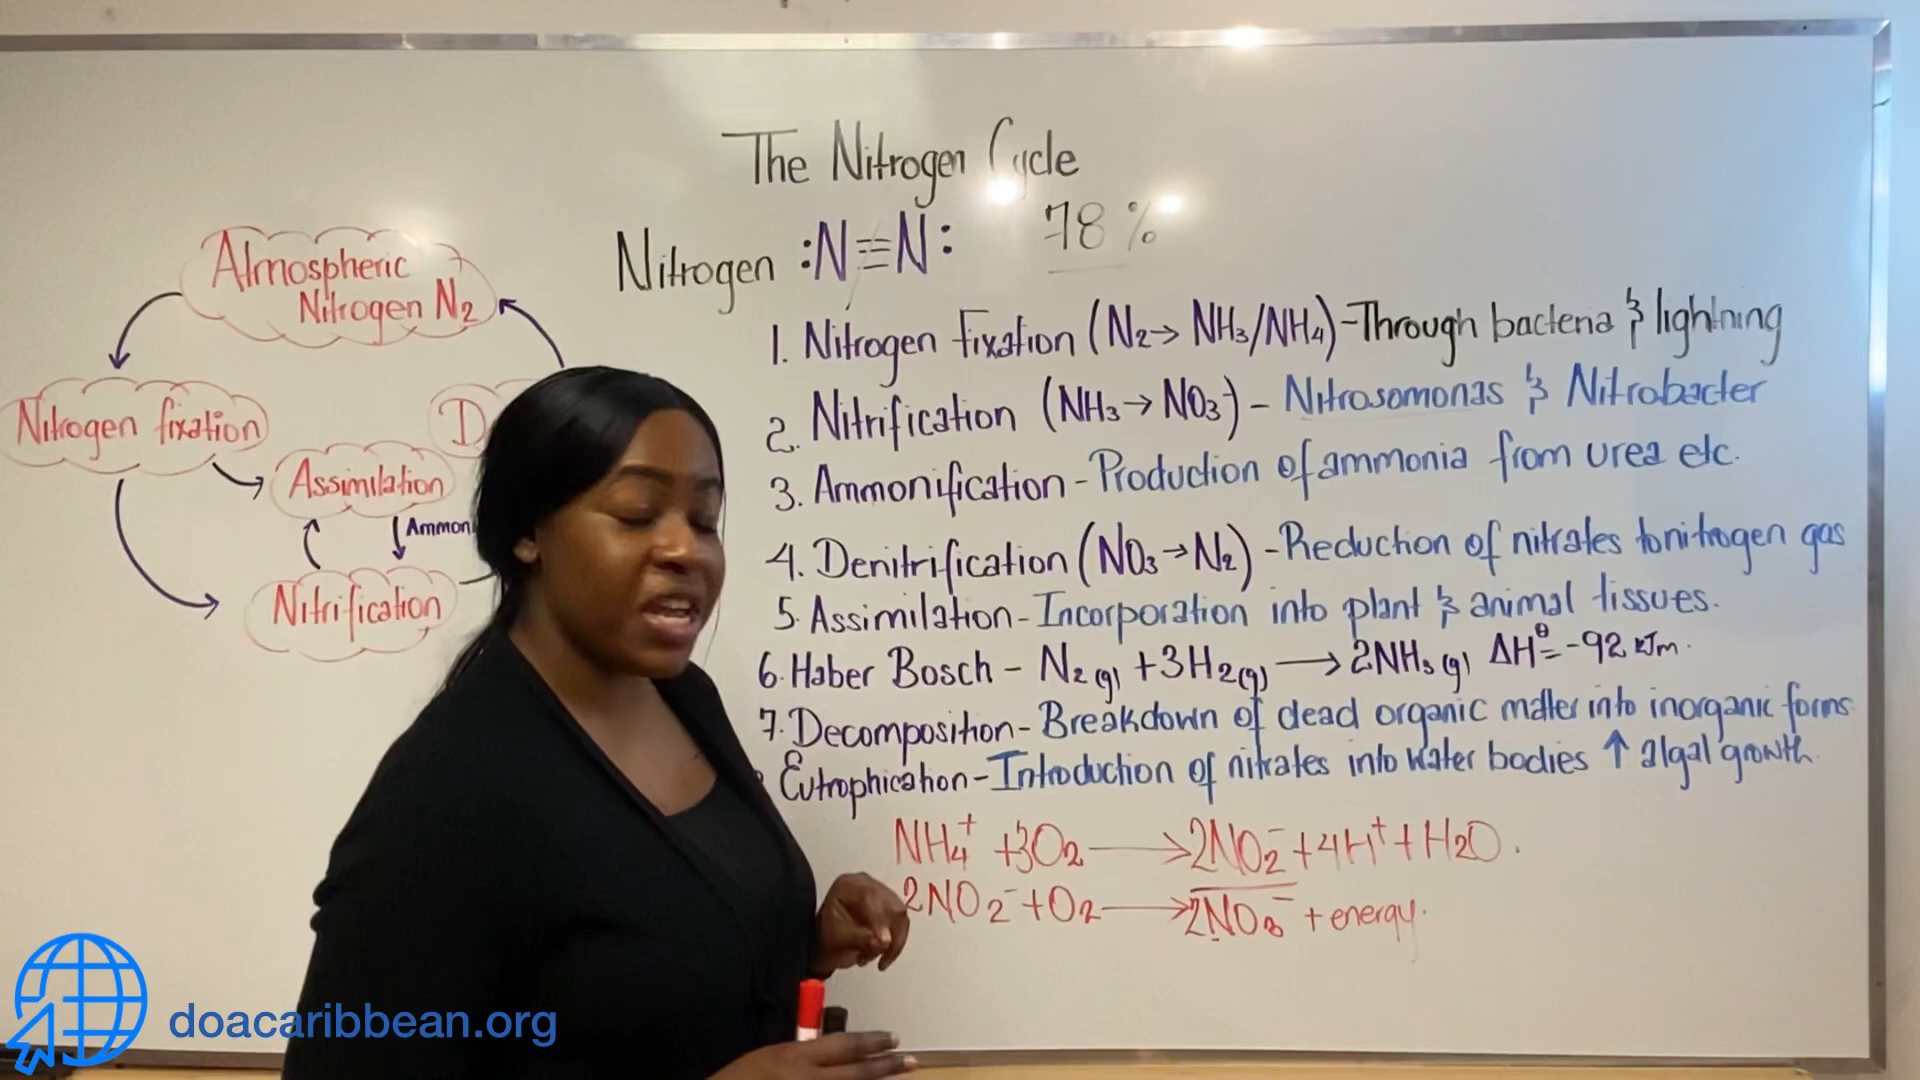 The Nitrogen Cycle
Nitrogen :N≡N: 78%
Atmospheric
Nitrogen N2
Nitrogen fixation
Assimilation
Nitrification
1. Nitrogen Fixation (N2→ NH3/NH4) - Through bacteria & lightning
2. Nitrification (NH3→ NO3-) - Nitrosomonas & Nitrobacter
3. Ammonification - Production of ammonia from urea etc.
4. Denitrification (NO3→N2) - Reduction of nitrates to nitrogen gas
5. Assimilation - Incorporation into plant & animal tissues.
6. Haber Bosch - N2(g) + 3H2(g) → 2NH3(g) ΔH°= -92 kJm.
7. Decomposition - Breakdown of dead organic matter into inorganic forms
Eutrophication - Introduction of nitrates into water bodies ↑ algal growth.
NH4+ + 3O2 → 2NO2- + 4H+ + H2O.
2NO2- + O2 → 2NO3- + energy.
doacaribbean.org